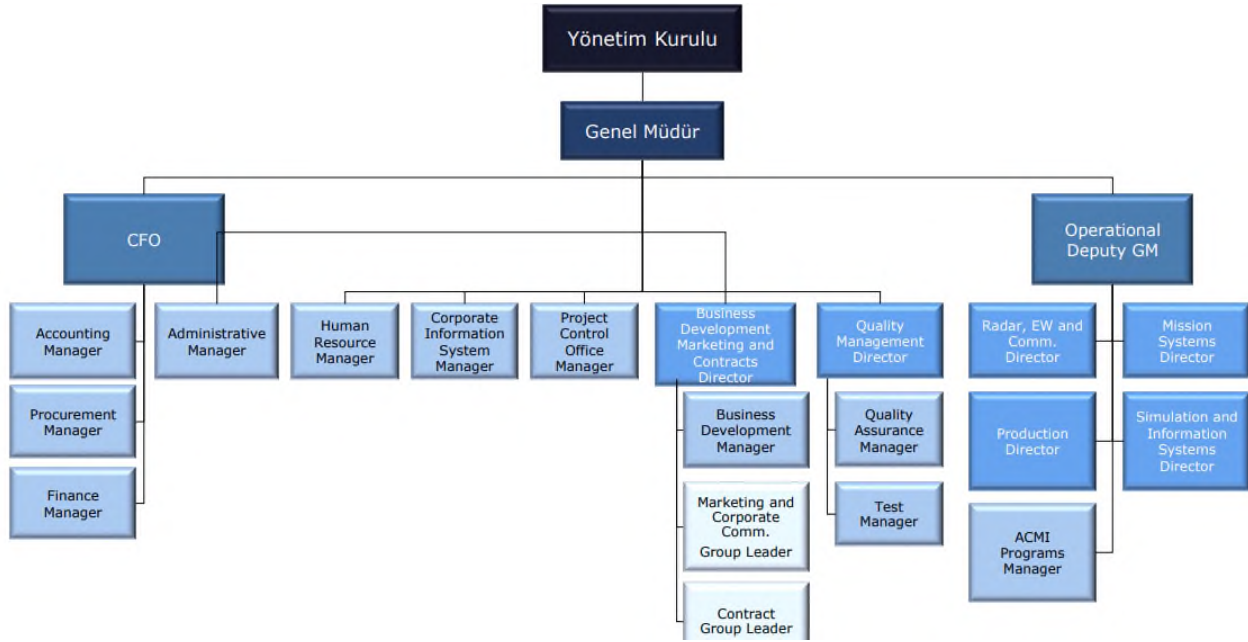 Yönetim Kurulu
Genel Müdür
CFO
Operational
Deputy GM
Accounting
Manager
Administrative
Manager
Human
Resource
Manager
Corporate
Information
System
Manager
Project
Control
Office
Manager
Business
Development
Marketing and
Contracts
Director
Quality
Management
Director
Radar, EW and
Comm.
Director
Mission
Systems
Director
Procurement
Manager
Business
Development
Manager
Quality
Assurance
Manager
Production
Director
Simulation and
Information
Systems
Director
Finance
Manager
Marketing and
Corporate
Comm.
Group Leader
Test
Manager
ACMI
Programs
Manager
Contract
Group Leader